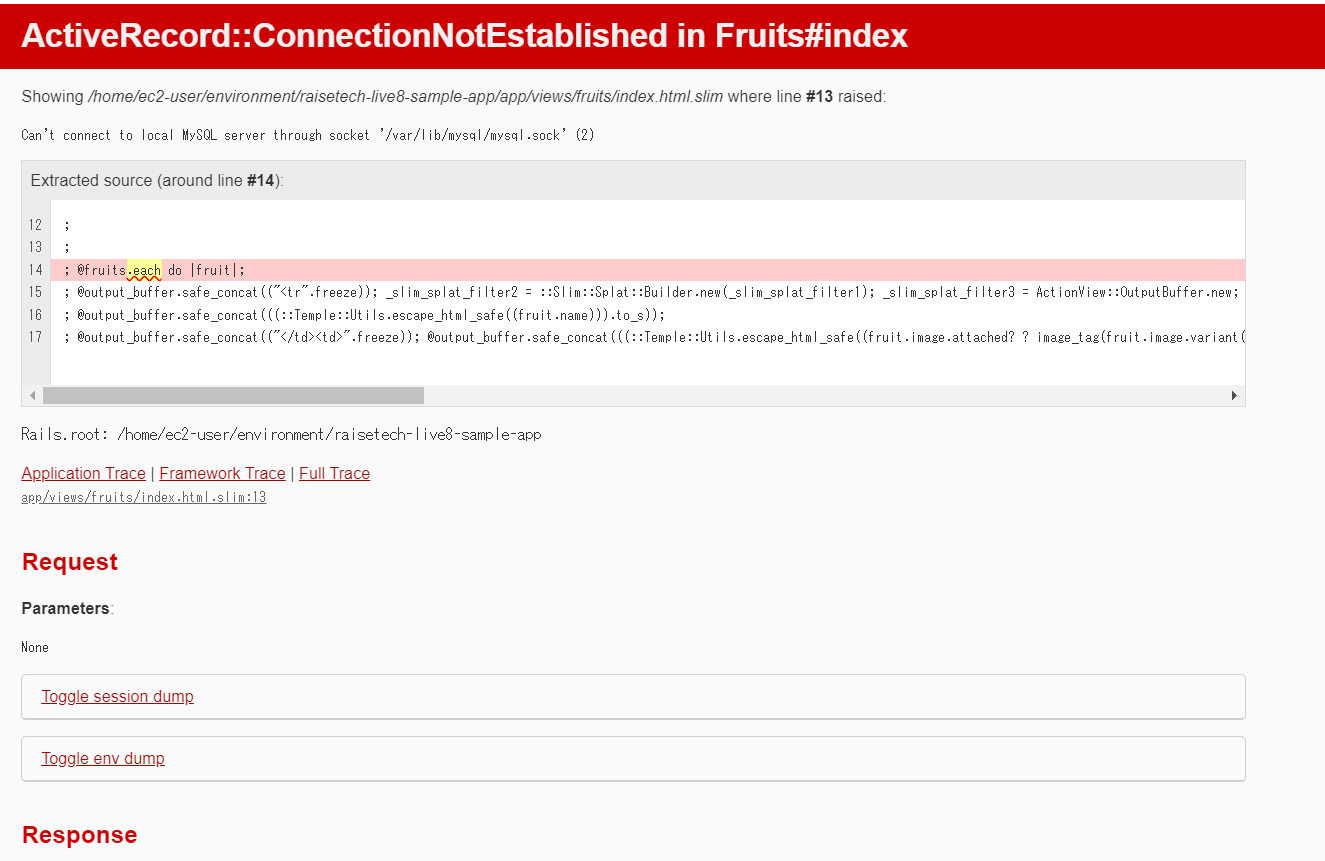 ActiveRecord::ConnectionNotEstablished in Fruits#index
Showing /home/ec2-user/environment/raisetech-live8-sample-app/app/views/fruits/index.html.slim where line #13 raised:
Can't connect to local MySQL server through socket '/var/lib/mysql/mysql.sock' (2)
Extracted source (around line #14):
12 ;
13 ;
14 ; @fruits.each do |fruit|;
15 ; @output_buffer.safe_concat(("<tr".freeze)); _slim_splat_filter2 = ::Slim::Splat::Builder.new(_slim_splat_filter1); _slim_splat_filter3 = ActionView::OutputBuffer.new;
16 ; @output_buffer.safe_concat(((::Temple::Utils.escape_html_safe((fruit.name))).to_s));
17 ; @output_buffer.safe_concat(("</td><td>".freeze)); @output_buffer.safe_concat(((::Temple::Utils.escape_html_safe((fruit.image.attached? ? image_tag(fruit.image.variant(
Rails.root: /home/ec2-user/environment/raisetech-live8-sample-app
Application Trace | Framework Trace | Full Trace
app/views/fruits/index.html.slim:13
Request
Parameters:
None
Toggle session dump
Toggle env dump
Response